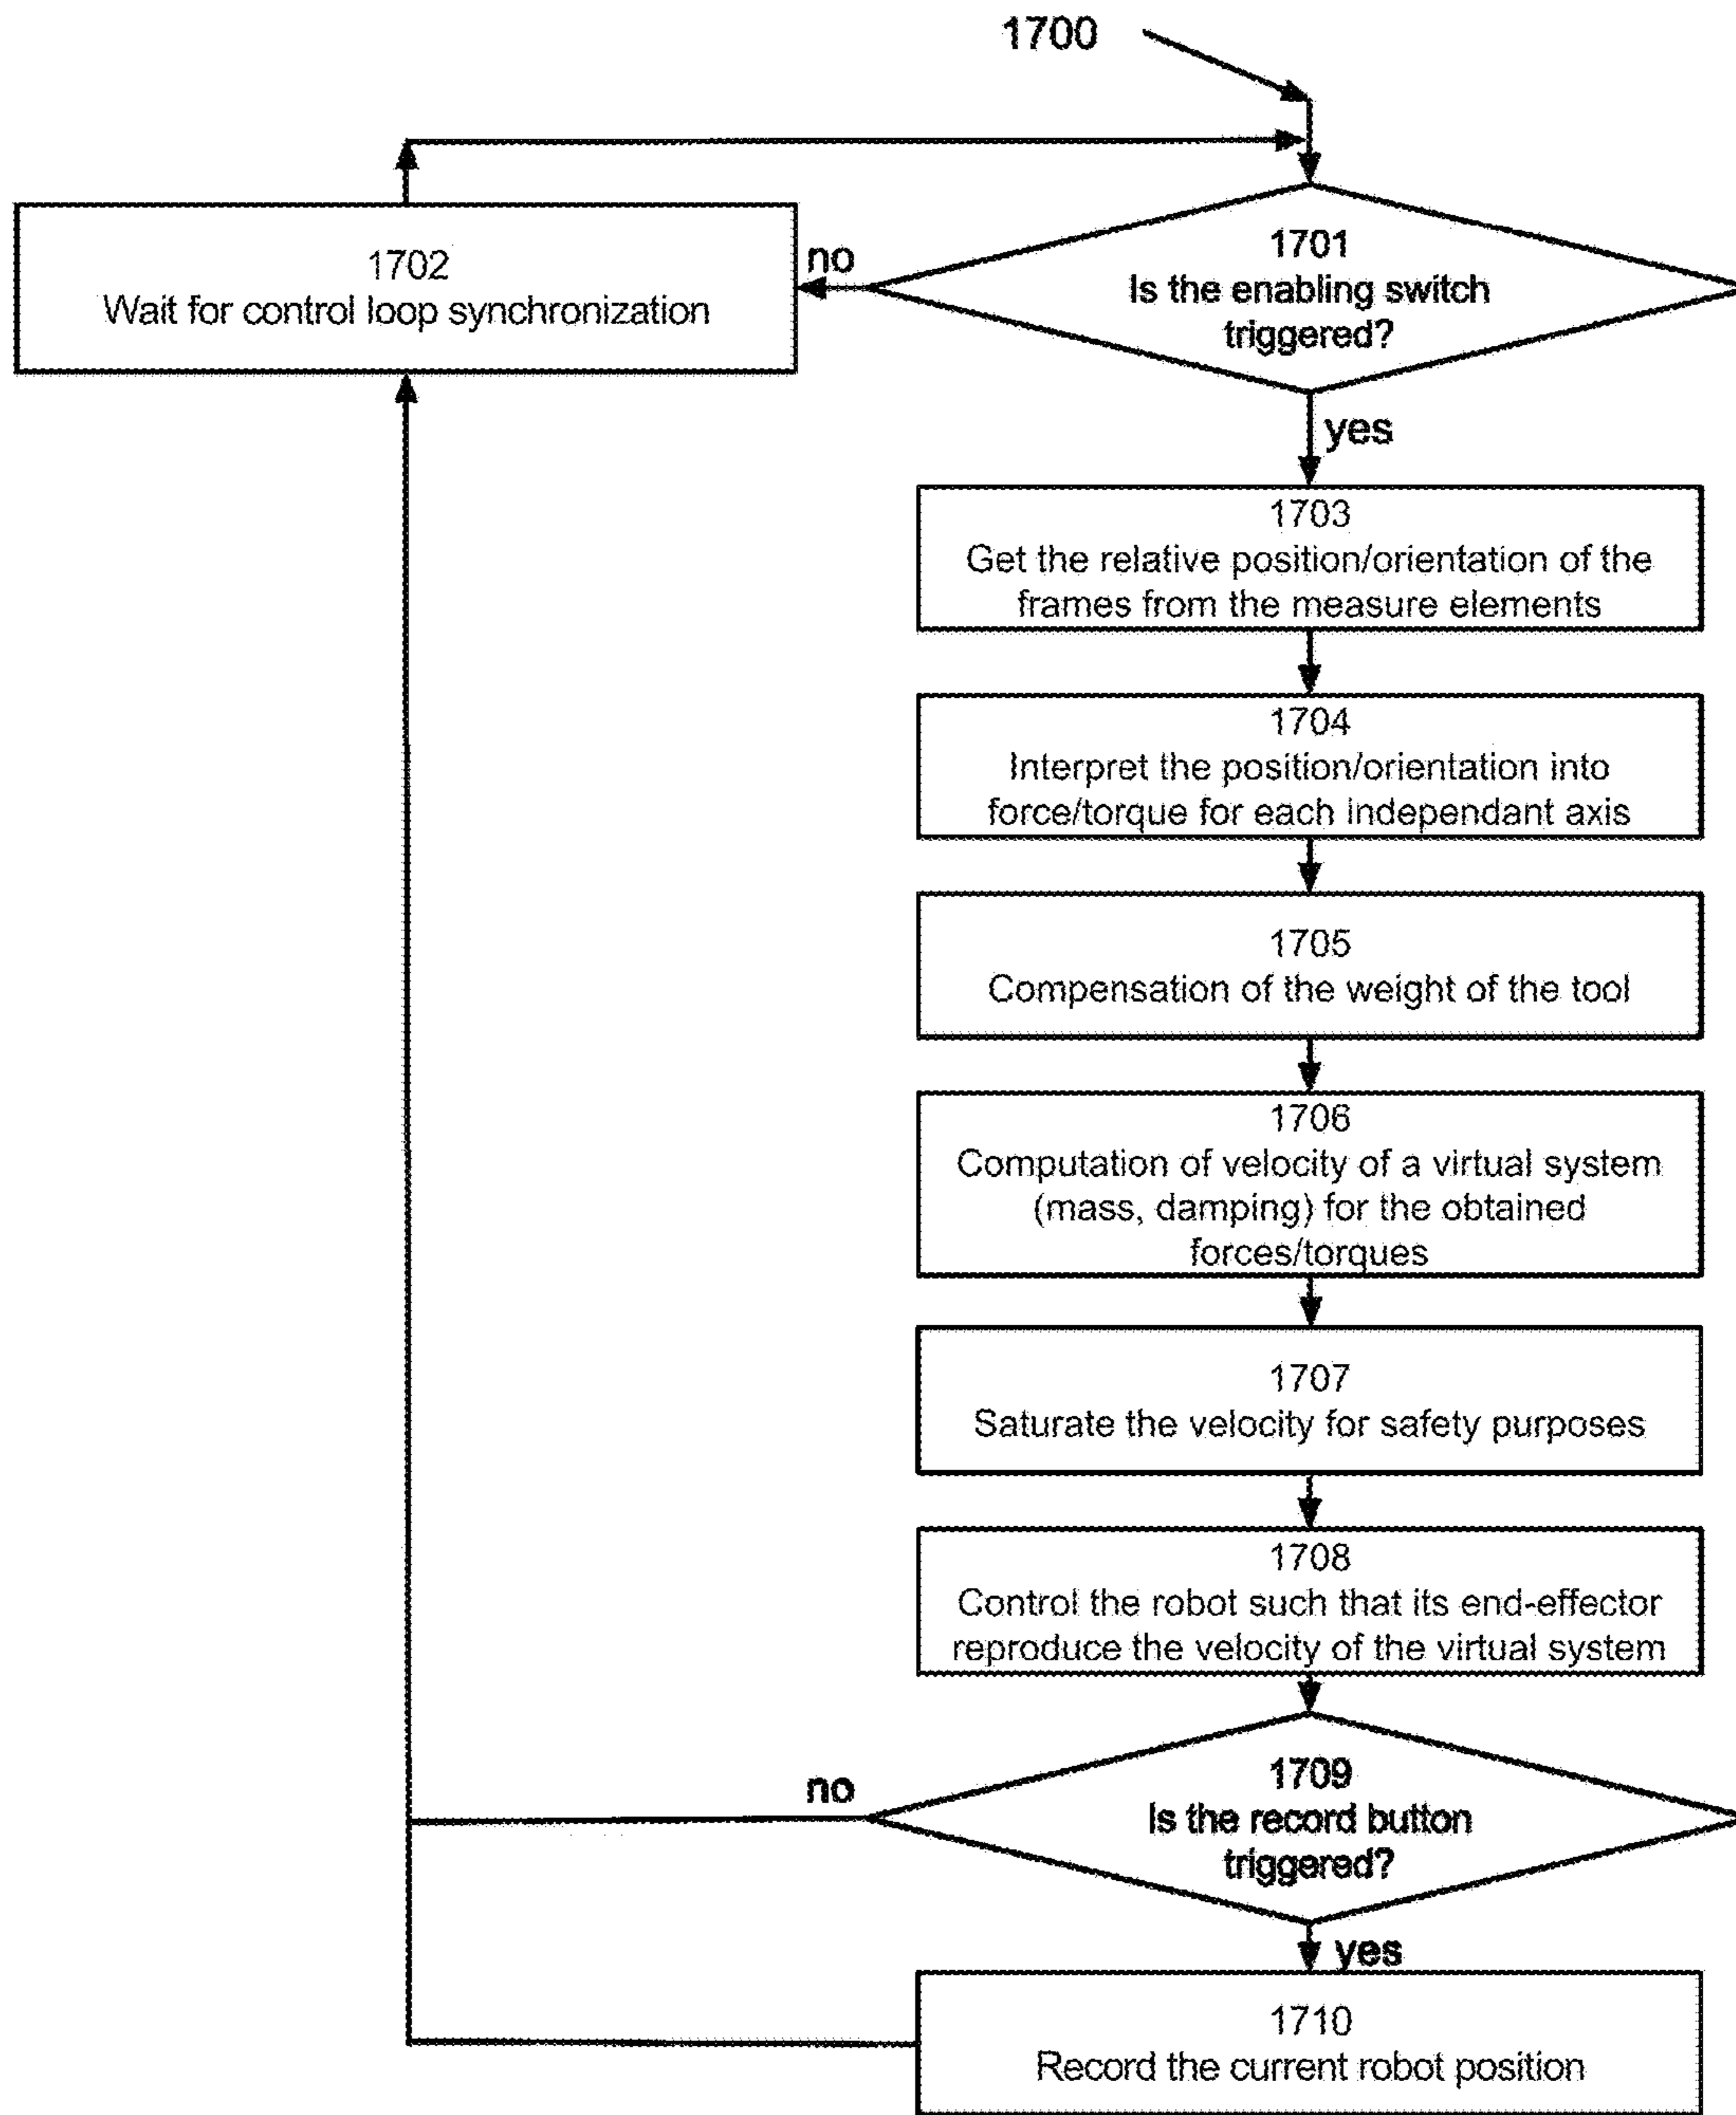 1700
1701
Is the enabling switch
triggered?
no
1702
Wait for control loop synchronization
yes
1703
Get the relative position/orientation of the
frames from the measure elements
1704
Interpret the position/orientation into
force/torque for each independant axis
1705
Compensation of the weight of the tool
1706
Computation of velocity of a virtual system
(mass, damping) for the obtained
forces/torques
1707
Saturate the velocity for safety purposes
1708
Control the robot such that its end-effector
reproduce the velocity of the virtual system
1709
Is the record button
triggered?
no
yes
1710
Record the current robot position